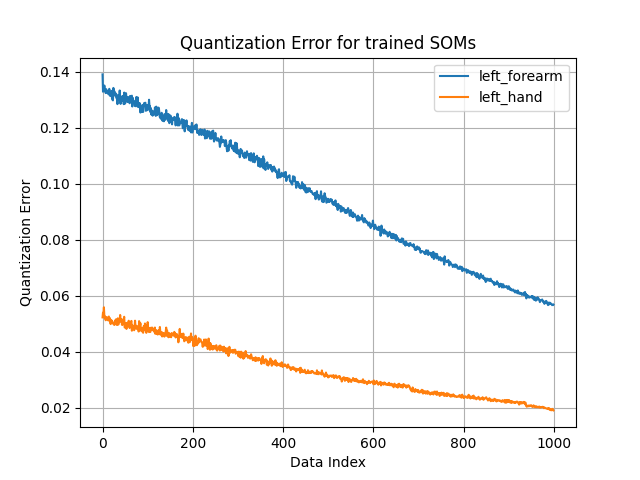 Quantization Error for trained SOMs
left_forearm
left_hand
0.14
0.12
0.10
0.08
0.06
0.04
0.02
Quantization Error
0 200 400 600 800 1000
Data Index